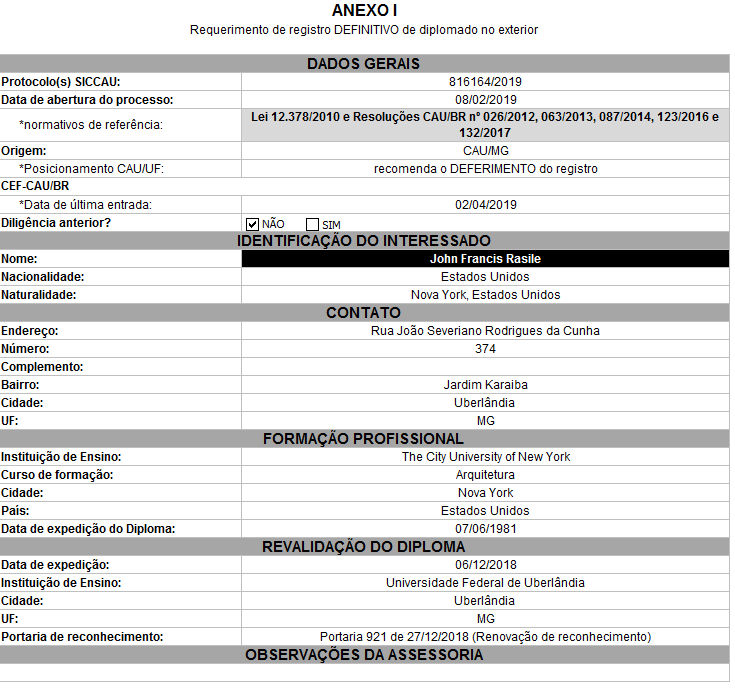 ANEXO I
Requerimento de registro DEFINITIVO de diplomado no exterior
DADOS GERAIS
Protocolo(s) SICCAU: 816164/2019
Data de abertura do processo: 08/02/2019
*normativos de referência: Lei 12.378/2010 e Resoluções CAU/BR nº 026/2012, 063/2013, 087/2014, 123/2016 e
132/2017
Origem: CAU/MG
*Posicionamento CAU/UF: recomenda o DEFERIMENTO do registro
CEF-CAU/BR
*Data de última entrada: 02/04/2019
Diligência anterior? NÃO SIM
IDENTIFICAÇÃO DO INTERESSADO
Nome: John Francis Rasile
Nacionalidade: Estados Unidos
Naturalidade: Nova York, Estados Unidos
CONTATO
Endereço: Rua João Severiano Rodrigues da Cunha
Número: 374
Complemento:
Bairro: Jardim Karaiba
Cidade: Uberlândia
UF: MG
FORMAÇÃO PROFISSIONAL
Instituição de Ensino: The City University of New York
Curso de formação: Arquitetura
Cidade: Nova York
País: Estados Unidos
Data de expedição do Diploma: 07/06/1981
REVALIDAÇÃO DO DIPLOMA
Data de expedição: 06/12/2018
Instituição de Ensino: Universidade Federal de Uberlândia
Cidade: Uberlândia
UF: MG
Portaria de reconhecimento: Portaria 921 de 27/12/2018 (Renovação de reconhecimento)
OBSERVAÇÕES DA ASSESSORIA